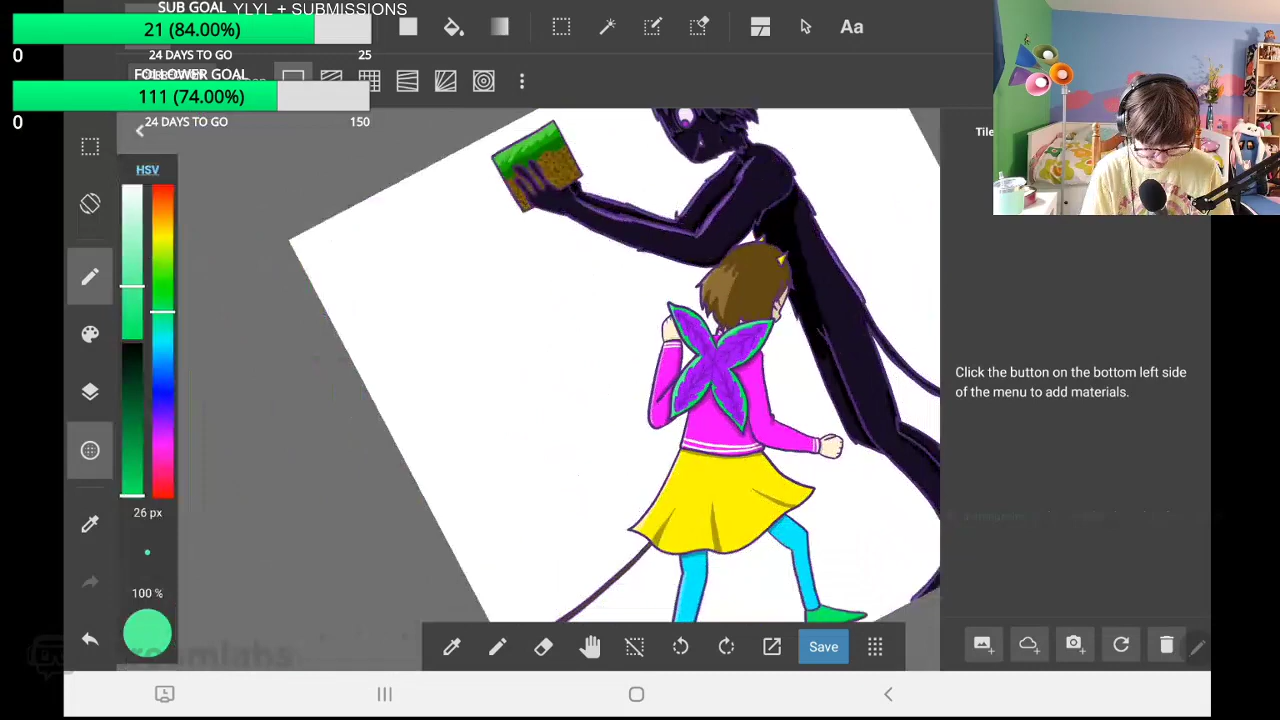 SUB GOAL
YLYL + SUBMISSIONS
21 (84.00%)
0
24 DAYS TO GO
25
FOLLOWER GOAL
111 (74.00%)
0
24 DAYS TO GO
150
Aa
HSV
26 px
100 %
Click the button on the bottom left side
of the menu to add materials.
Save